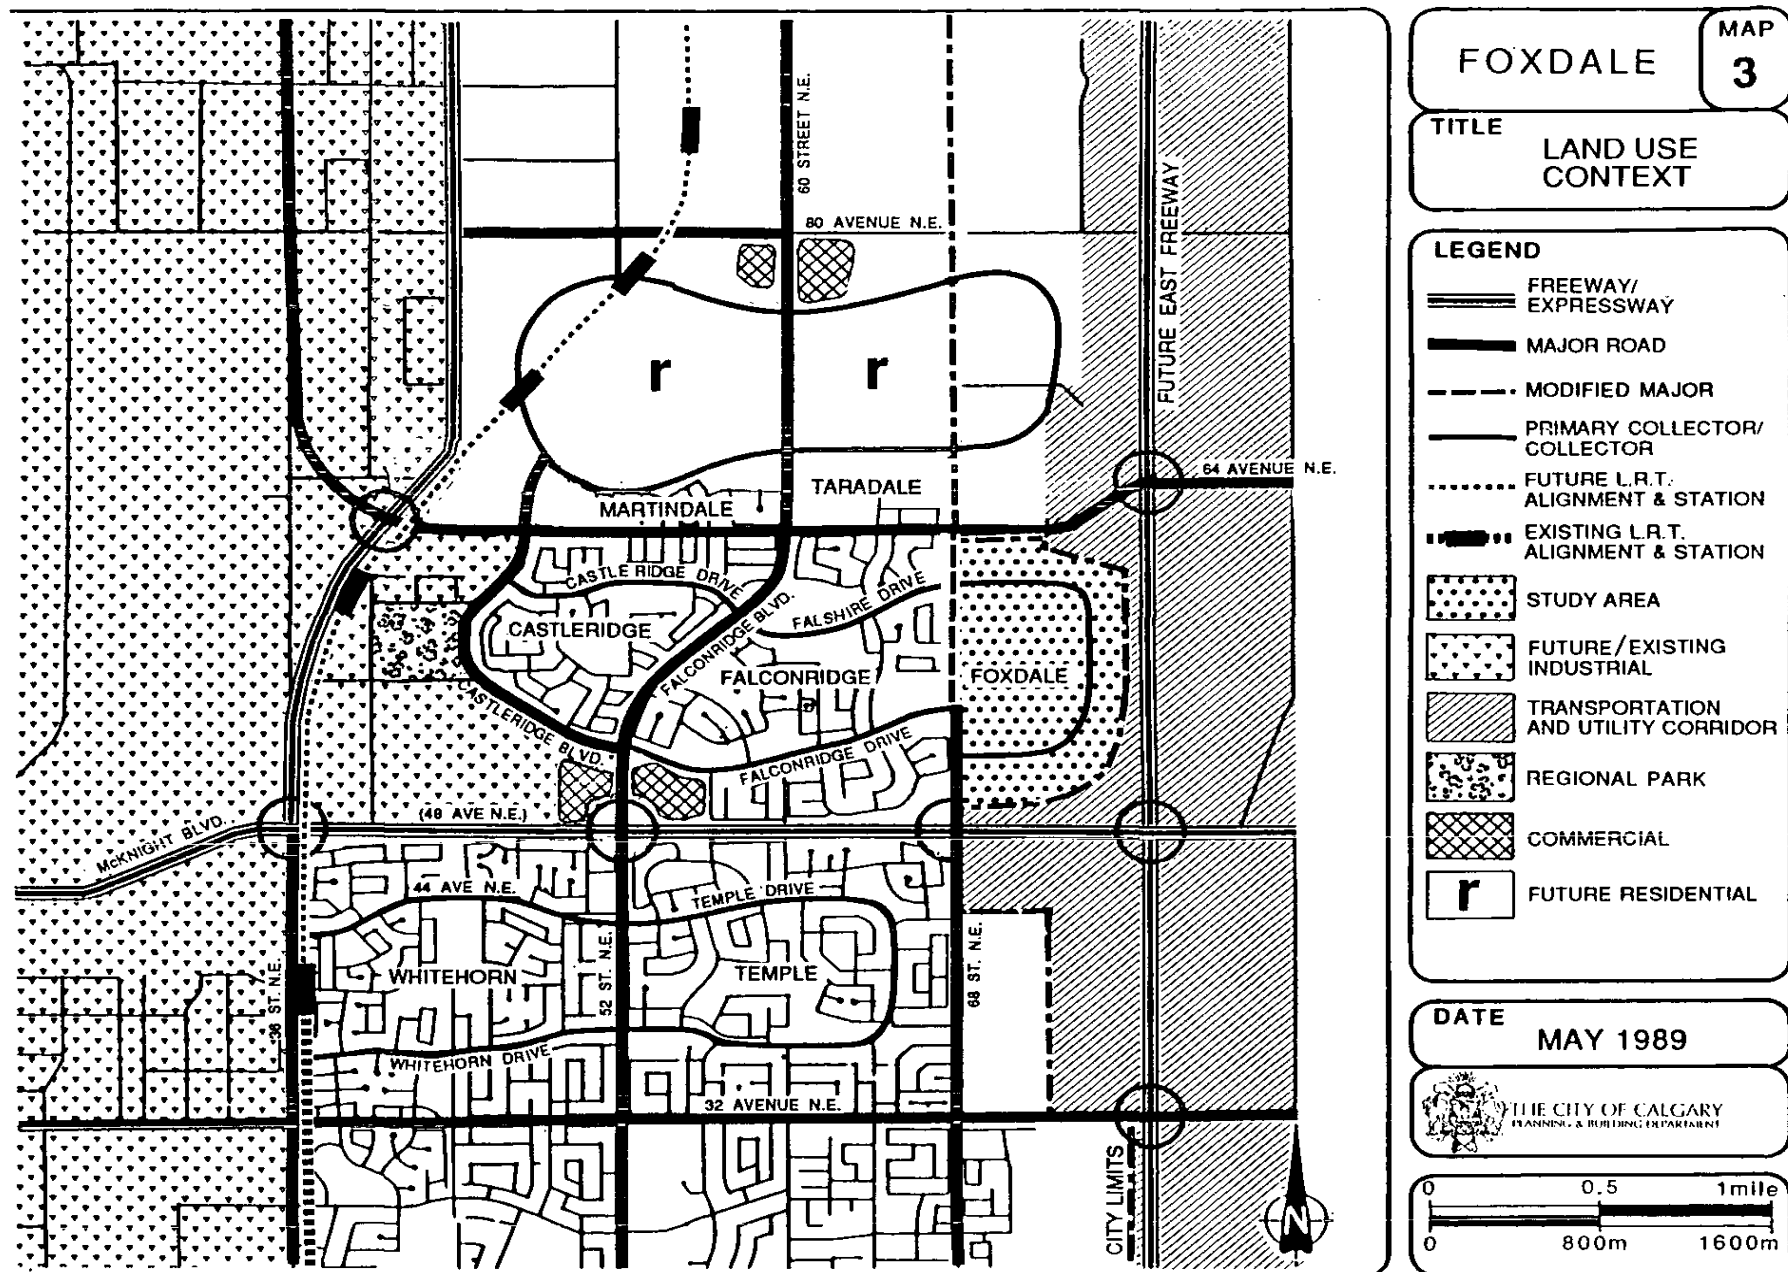 FOXDALE
MAP
3
TITLE
LAND USE
CONTEXT
LEGEND
FREEWAY/
EXPRESSWAY
MAJOR ROAD
MODIFIED MAJOR
PRIMARY COLLECTOR/
COLLECTOR
FUTURE L.R.T.
ALIGNMENT & STATION
EXISTING L.R.T.
ALIGNMENT & STATION
STUDY AREA
FUTURE/EXISTING
INDUSTRIAL
TRANSPORTATION
AND UTILITY CORRIDOR
REGIONAL PARK
COMMERCIAL
r
FUTURE RESIDENTIAL
DATE
MAY 1989
THE CITY OF CALGARY
PLANNING & BUILDING DEPARTMENT
0 0.5 1mile
0 800m 1600m
60 STREET N.E.
80 AVENUE N.E.
FUTURE EAST FREEWAY
r
r
64 AVENUE N.E.
TARADALE
MARTINDALE
CASTLE RIDGE DRIVE
FALSHIRE DRIVE
CASTLERIDGE
FALCONRIDGE BLVD.
FALCONRIDGE BLVD.
FALCONRIDGE
FOXDALE
CASTLERIDGE BLVD.
FALCONRIDGE DRIVE
(48 AVE N.E.)
McKNIGHT BLVD.
44 AVE N.E.
TEMPLE DRIVE
36 ST. N.E.
WHITEHORN
52 ST. N.E.
TEMPLE
68 ST. N.E.
WHITEHORN DRIVE
32 AVENUE N.E.
CITY LIMITS
N